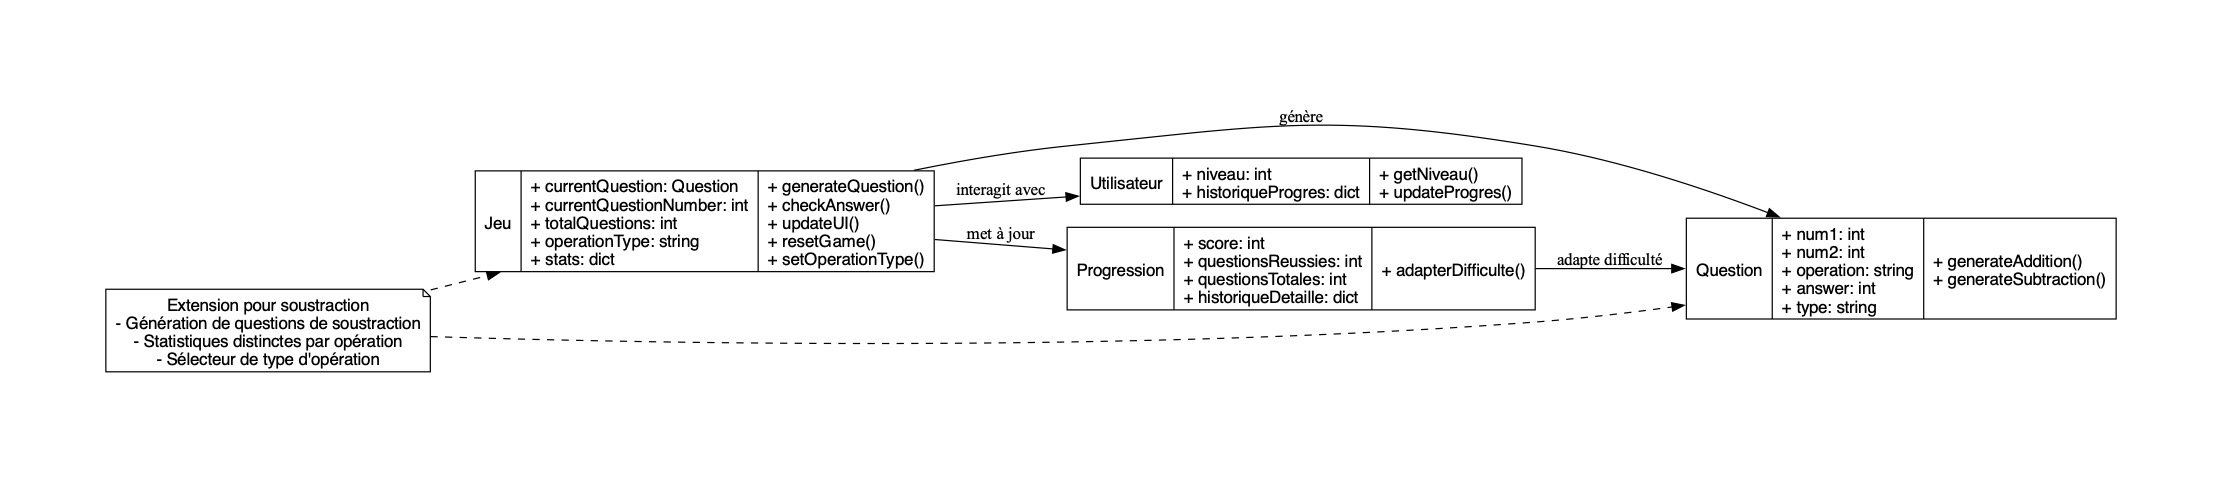 génère
Jeu
+ currentQuestion: Question
+ currentQuestionNumber: int
+ totalQuestions: int
+ operationType: string
+ stats: dict
+ generateQuestion()
+ checkAnswer()
+ updateUI()
+ resetGame()
+ setOperationType()
interagit avec
met à jour
Utilisateur
+ niveau: int
+ historiqueProgres: dict
+ getNiveau()
+ updateProgres()
Progression
+ score: int
+ questionsReussies: int
+ questionsTotales: int
+ historiqueDetaille: dict
+ adapterDifficulte()
adapte difficulté
Question
+ num1: int
+ num2: int
+ operation: string
+ answer: int
+ type: string
+ generateAddition()
+ generateSubtraction()
Extension pour soustraction
- Génération de questions de soustraction
- Statistiques distinctes par opération
- Sélecteur de type d'opération